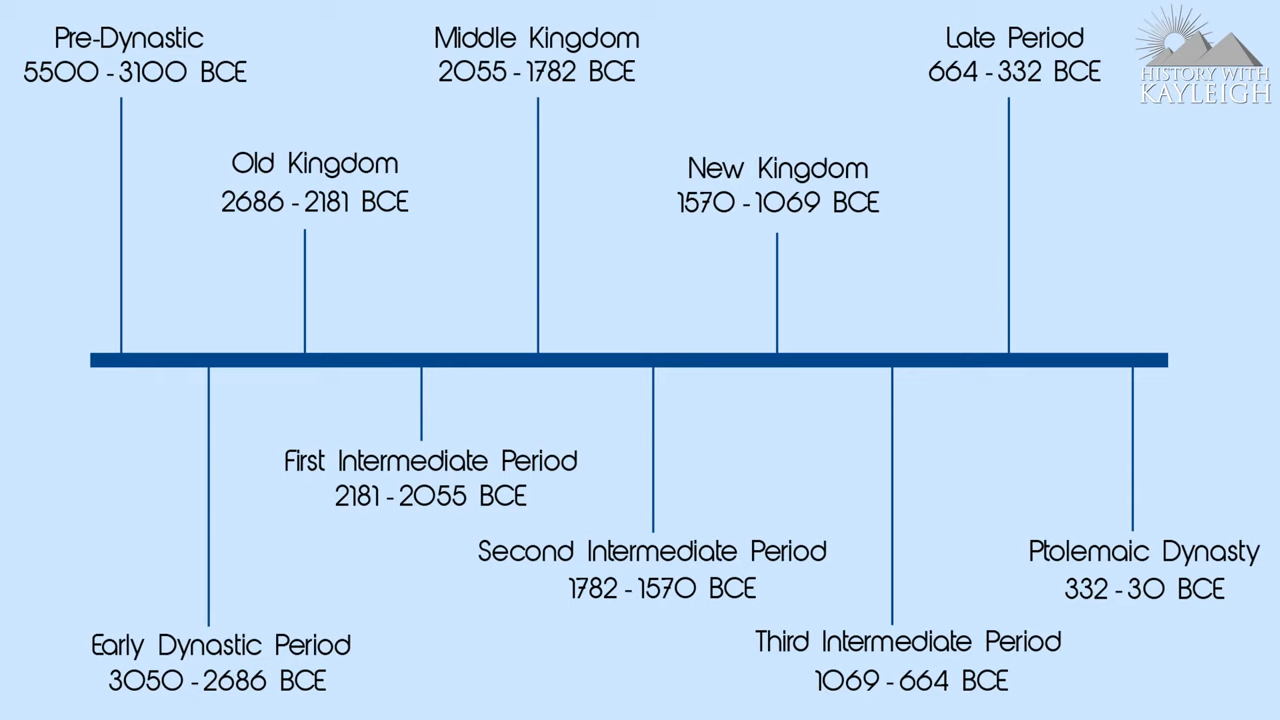 Pre-Dynastic
5500 - 3100 BCE
Middle Kingdom
2055 - 1782 BCE
Late Period
664 - 332 BCE
HISTORY WITH
KAYLEIGH
Old Kingdom
2686 - 2181 BCE
New Kingdom
1570 - 1069 BCE
First Intermediate Period
2181 - 2055 BCE
Second Intermediate Period
1782 - 1570 BCE
Ptolemaic Dynasty
332 - 30 BCE
Early Dynastic Period
3050 - 2686 BCE
Third Intermediate Period
1069 - 664 BCE